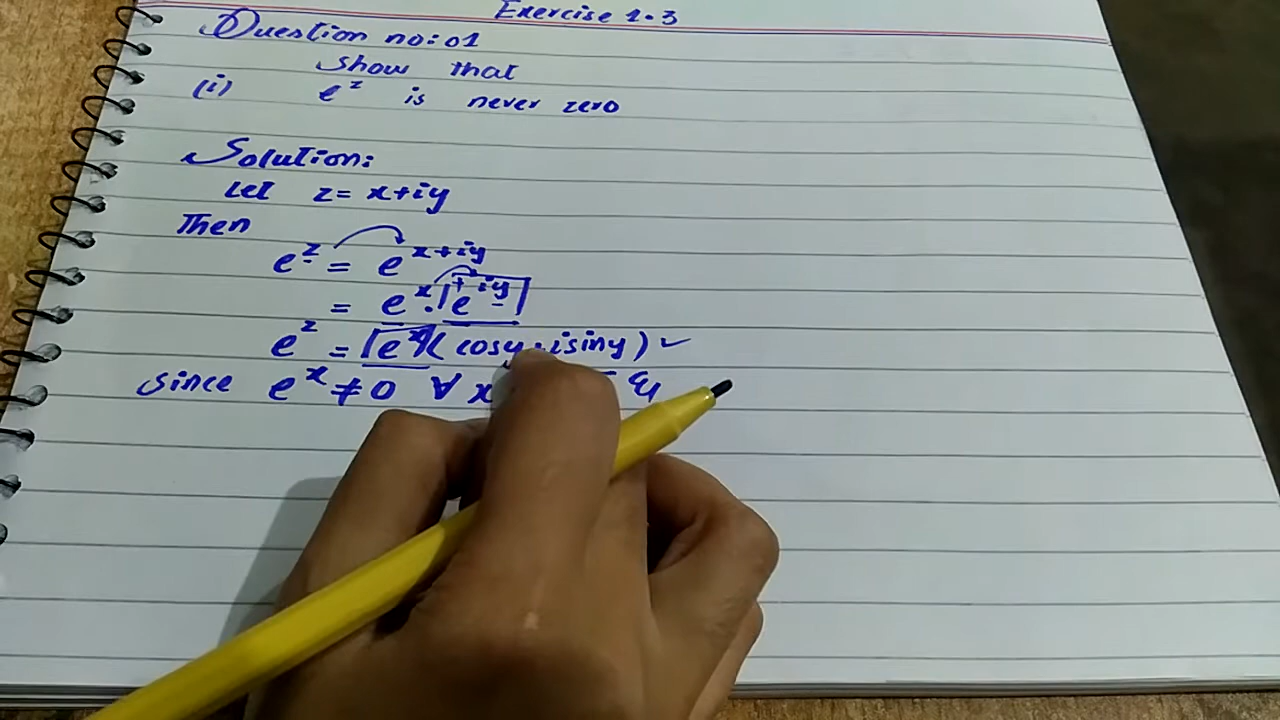 Exercise 1.3
Question no:01
Show that
(i) e^z is never zero
Solution:
Let z = x+iy
Then
e^z = e^x+iy
= e^x . e^+iy
e^z = e^x ( cosy isiny ) ✓
Since e^x ≠ 0 ∀ x